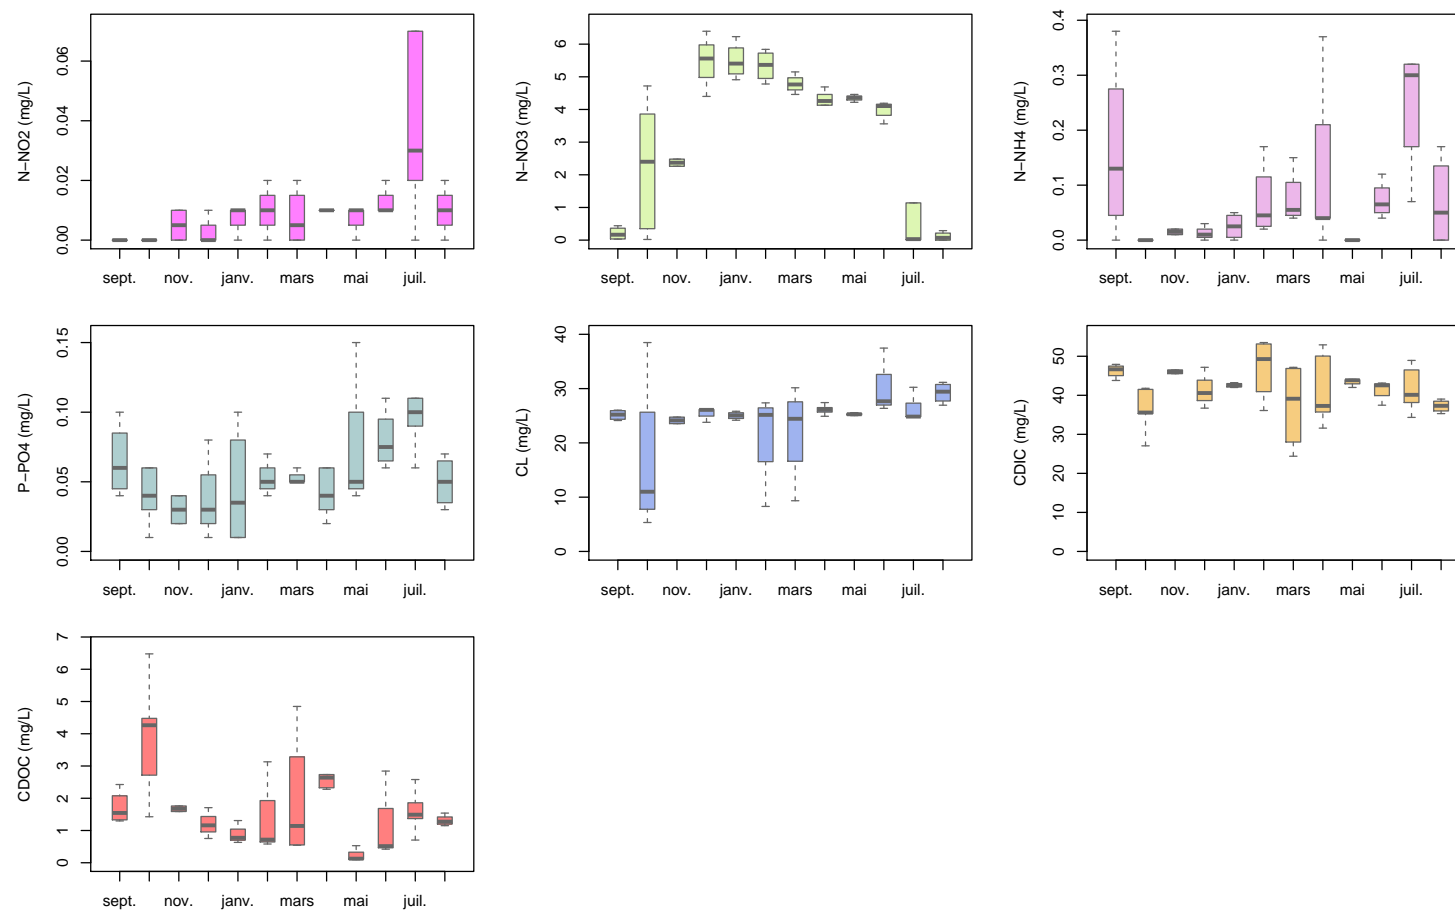 N−NO2 (mg/L)
0.00 0.02 0.04 0.06
sept. nov. janv. mars mai juil.
N−NO3 (mg/L)
0 1 2 3 4 5 6
sept. nov. janv. mars mai juil.
N−NH4 (mg/L)
0.0 0.1 0.2 0.3 0.4
sept. nov. janv. mars mai juil.
P−PO4 (mg/L)
0.00 0.05 0.10 0.15
sept. nov. janv. mars mai juil.
CL (mg/L)
0 10 20 30 40
sept. nov. janv. mars mai juil.
CDIC (mg/L)
0 10 20 30 40 50
sept. nov. janv. mars mai juil.
CDOC (mg/L)
0 1 2 3 4 5 6 7
sept. nov. janv. mars mai juil.